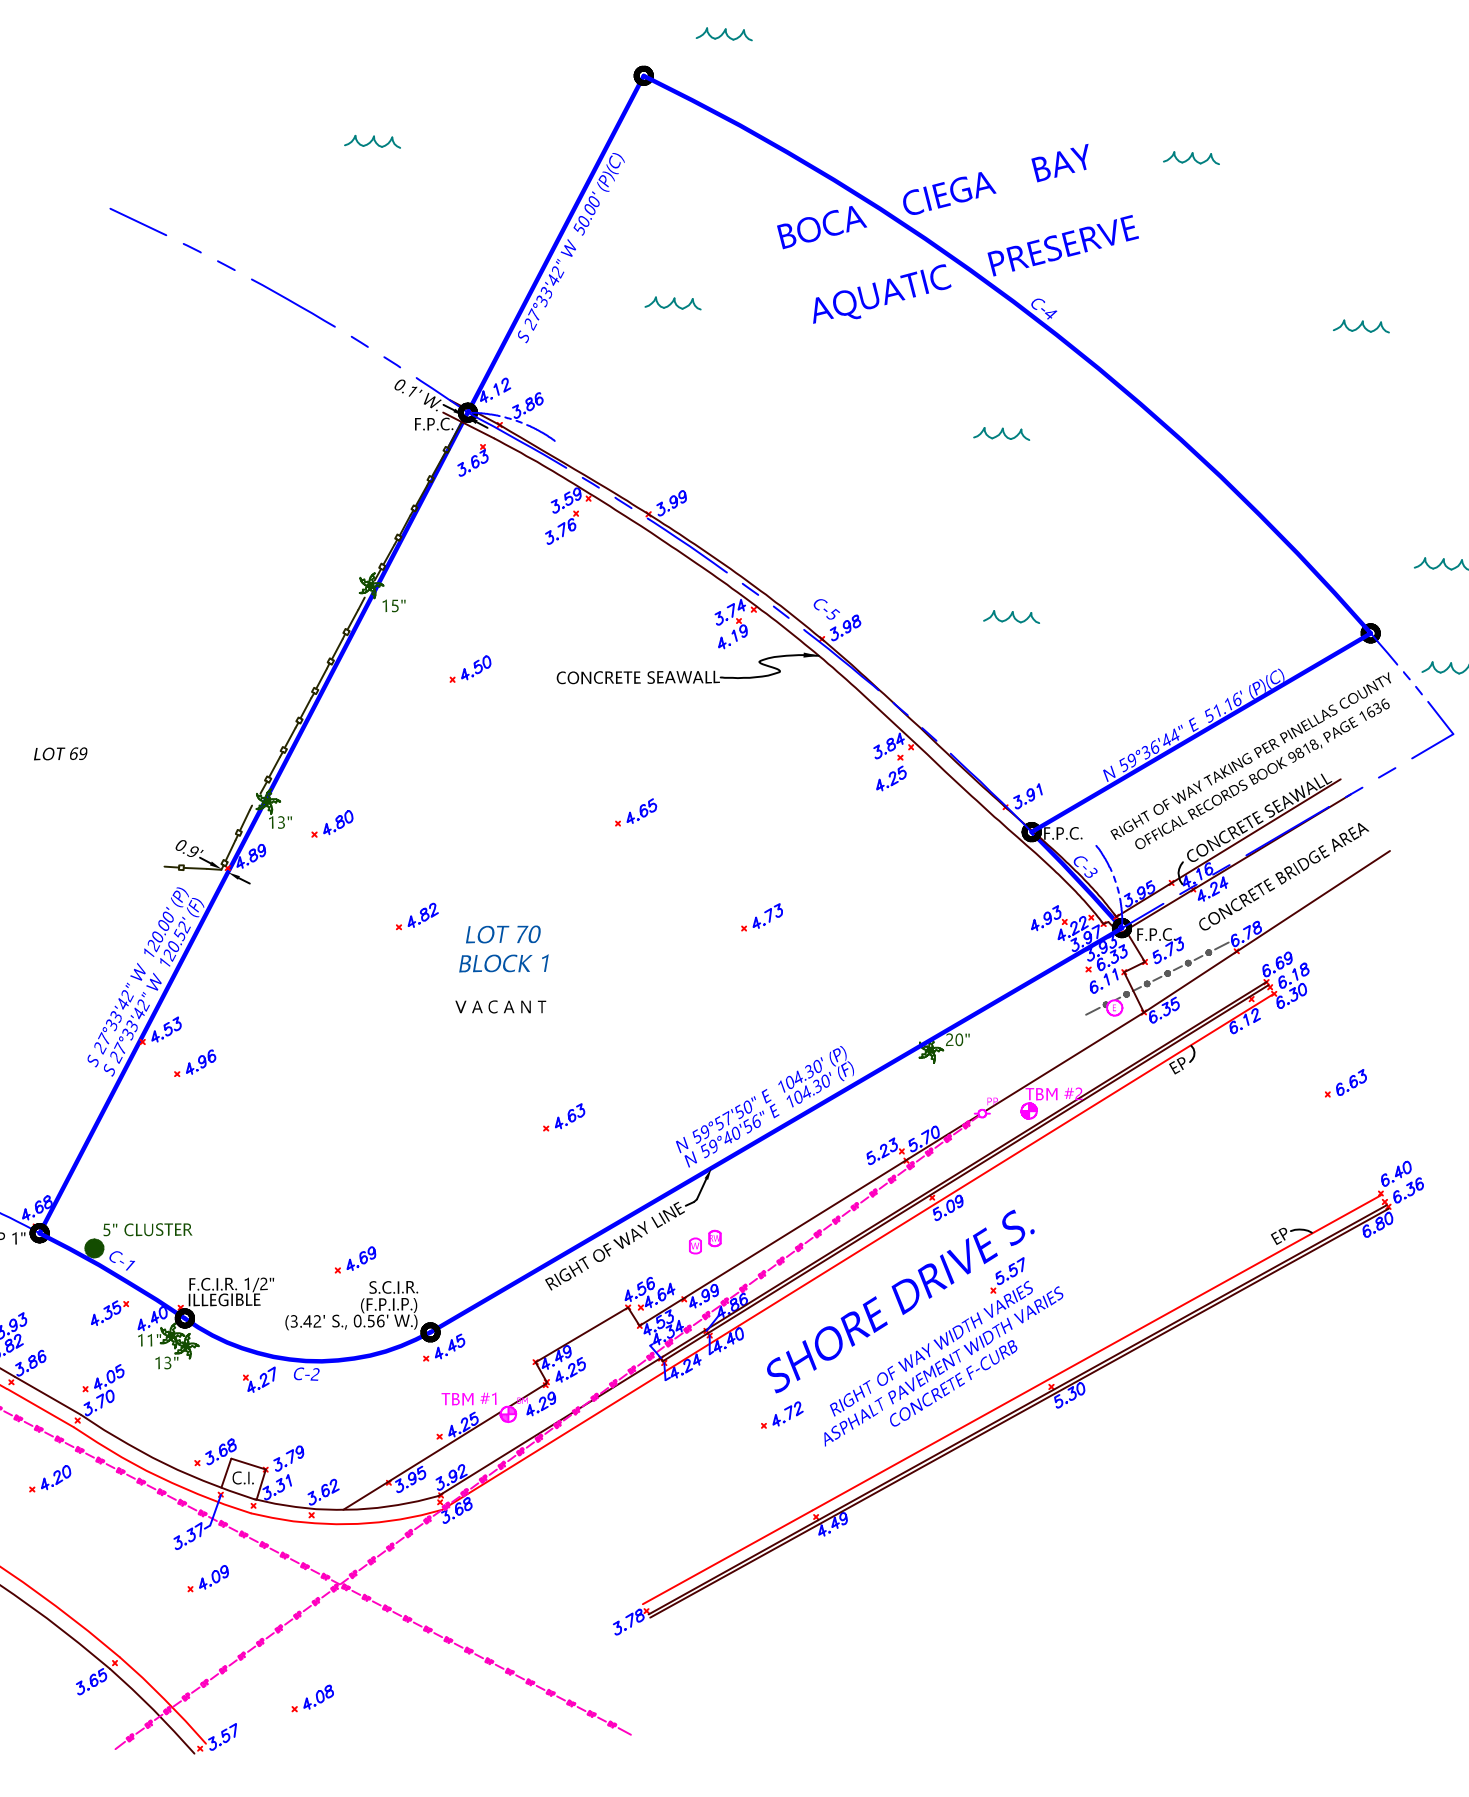 BOCA CIEGA BAY
AQUATIC PRESERVE
S 27°33'42" W 50.00' (P)(C)
C-4
0.1' W.
4.12
3.86
F.P.C.
3.63
3.59
3.76
3.99
15"
3.74
4.19
C-5
3.98
4.50
CONCRETE SEAWALL
N 59°36'44" E 51.16' (P)(C)
RIGHT OF WAY TAKING PER PINELLAS COUNTY
OFFICAL RECORDS BOOK 9818, PAGE 1636
LOT 69
3.84
4.25
3.91
13"
4.80
4.65
F.P.C.
CONCRETE SEAWALL
0.9'
4.89
C-3
4.16
4.24
3.95
CONCRETE BRIDGE AREA
S 27°33'42" W 120.00' (P)
S 27°33'42" W 120.52' (F)
4.82
4.73
LOT 70
BLOCK 1
VACANT
4.93
4.22
3.97
3.93
F.P.C.
6.33
6.11
5.73
6.78
6.69
6.18
6.30
6.12
E
6.35
4.53
4.96
20"
EP
N 59°57'50" E 104.30' (P)
N 59°40'56" E 104.30' (F)
4.63
PP
TBM #2
6.63
5.23
5.70
5.09
6.40
6.36
6.80
EP
4.68
P 1"
5" CLUSTER
C-1
4.69
RIGHT OF WAY LINE
W
RW
SHORE DRIVE S.
F.C.I.R. 1/2"
ILLEGIBLE
S.C.I.R.
(F.P.I.P.)
(3.42' S., 0.56' W.)
4.35
4.40
11"
13"
4.56
4.64
4.99
4.53
4.34
4.86
4.40
4.24
5.57
RIGHT OF WAY WIDTH VARIES
ASPHALT PAVEMENT WIDTH VARIES
CONCRETE F-CURB
3.93
3.82
3.86
4.05
3.70
4.27
C-2
4.45
4.49
4.25
TBM #1
BM
4.29
4.25
4.72
5.30
3.68
3.79
C.I.
3.31
3.62
3.95
3.92
3.68
4.20
3.37
4.49
4.09
3.78
3.65
4.08
3.57